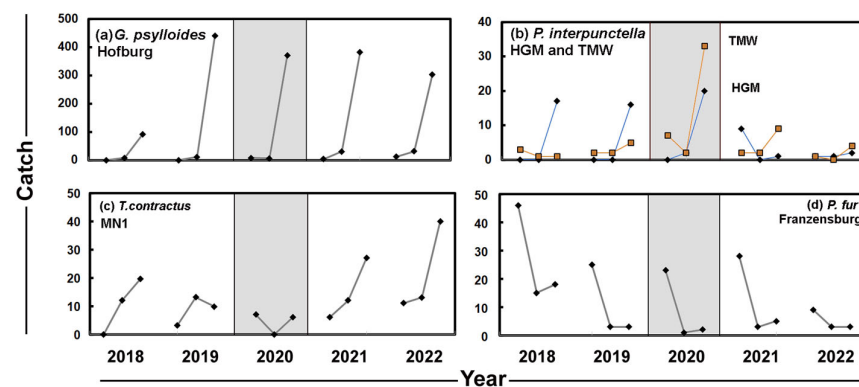 (a)G. psylloides
Hofburg
500
400
300
200
100
0
(b) P. interpunctella
HGM and TMW
TMW
HGM
40
30
20
10
0
Catch
(c) T.contractus
MN1
50
40
30
20
10
0
(d) P. fur
Franzensburg
50
40
30
20
10
0
2018 2019 2020 2021 2022
2018 2019 2020 2021 2022
Year